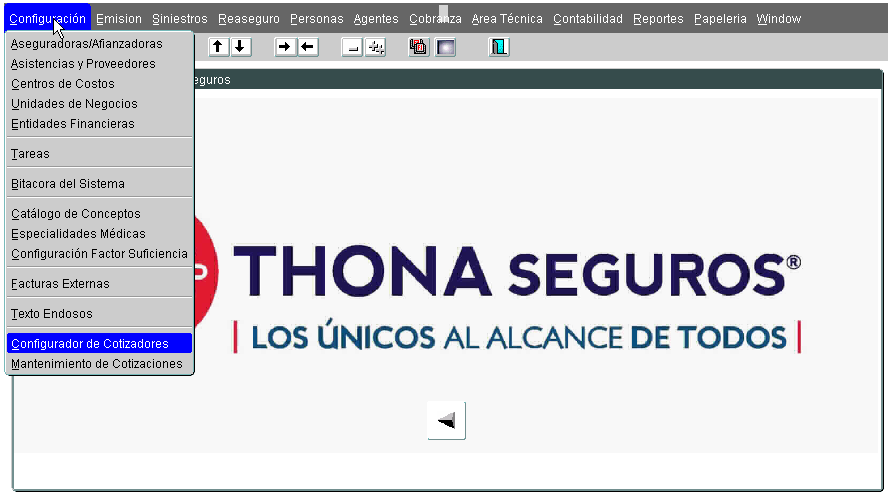 Configuración Emision Siniestros Reaseguro Personas Agentes Cobranza Area Técnica Contabilidad Reportes Papeleria Window
Aseguradoras/Afianzadoras
Asistencias y Proveedores
Centros de Costos
eguros
Unidades de Negocios
Entidades Financieras
Tareas
Bitacora del Sistema
Catálogo de Conceptos
Especialidades Médicas
Configuración Factor Suficiencia
Facturas Externas
Texto Endosos
Configurador de Cotizadores
Mantenimiento de Cotizaciones
THONA SEGUROS®
LOS ÚNICOS AL ALCANCE DE TODOS